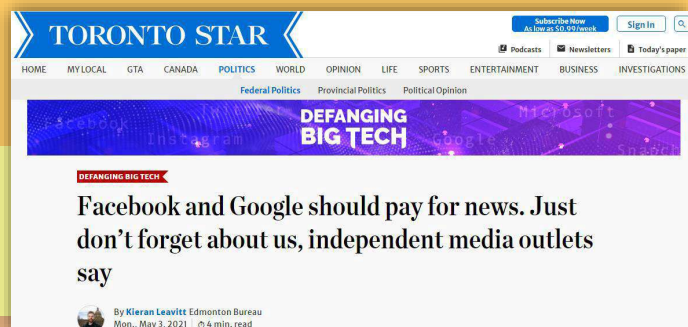 TORONTO STAR
Subscribe Now
As low as $0.99/week
Sign In
Podcasts
Newsletters
Today's paper
HOME MY LOCAL GTA CANADA POLITICS WORLD OPINION LIFE SPORTS ENTERTAINMENT BUSINESS INVESTIGATIONS
Federal Politics Provincial Politics Political Opinion
Facebook Twitter Microsoft
DEFANGING
BIG TECH
Instagram Google Snapch
DEFANGING BIG TECH
Facebook and Google should pay for news. Just
don't forget about us, independent media outlets
say
By Kieran Leavitt Edmonton Bureau
Mon., May 3, 2021 4 min. read